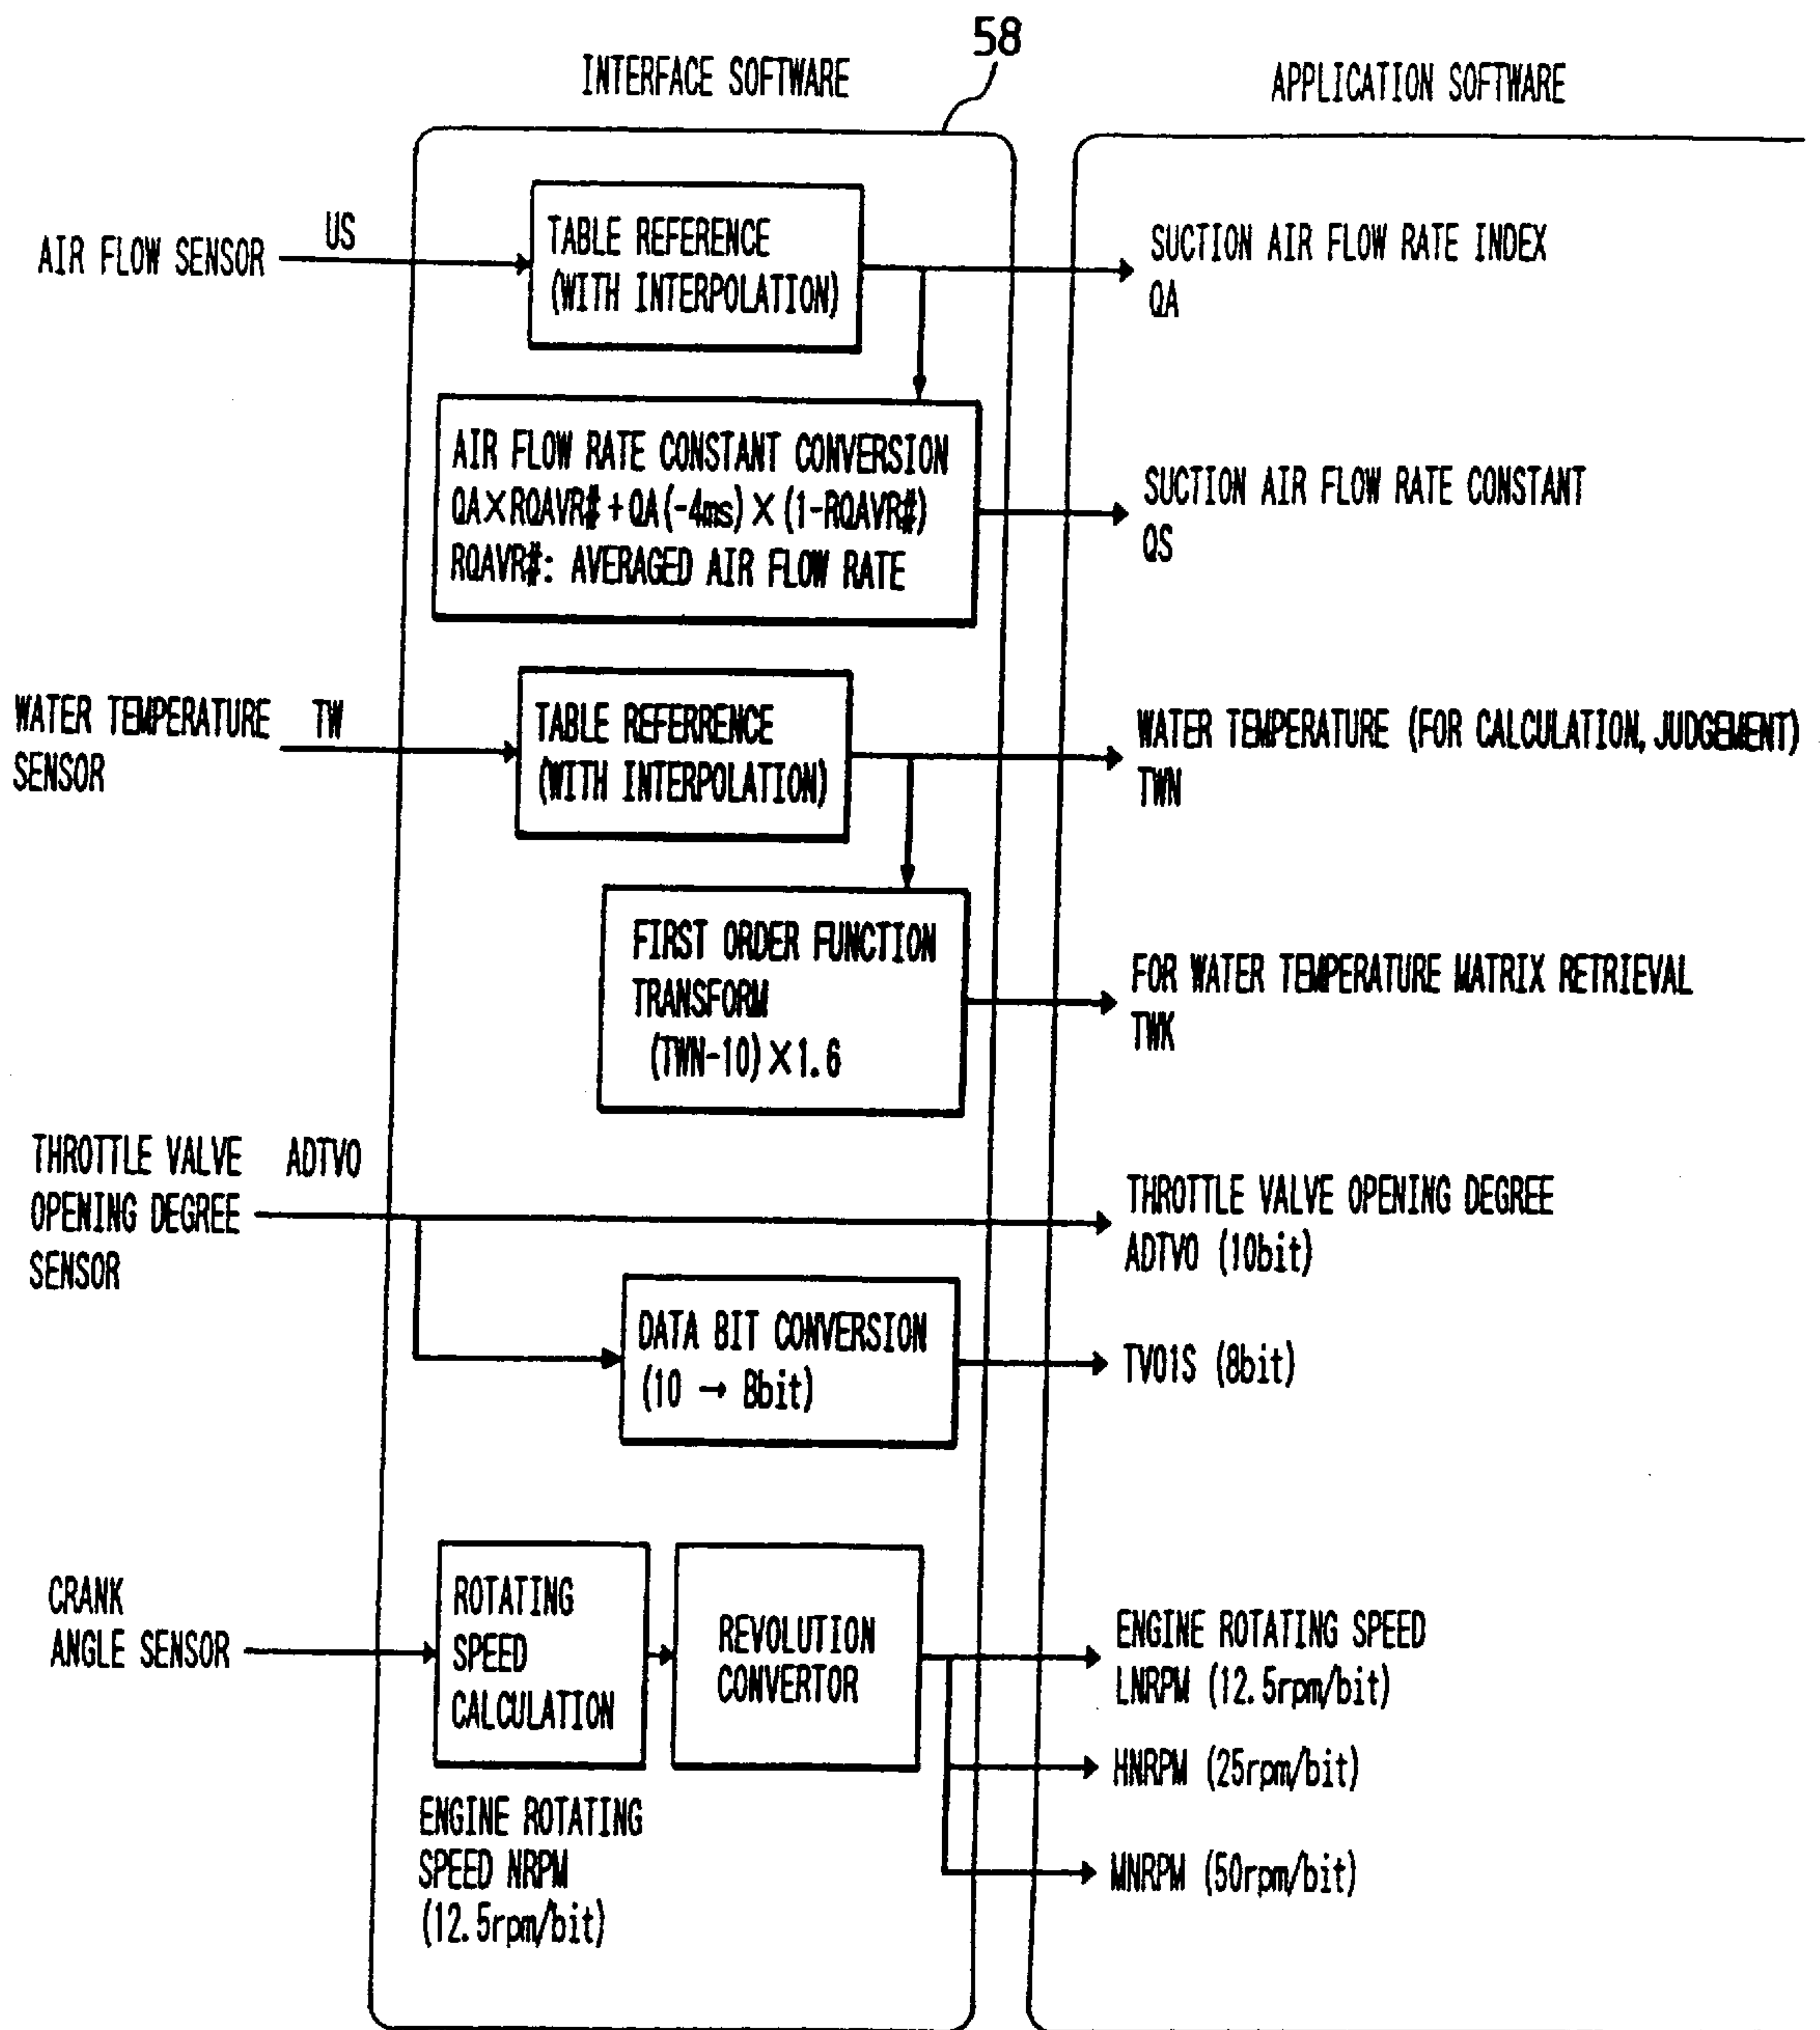 58
INTERFACE SOFTWARE
APPLICATION SOFTWARE
AIR FLOW SENSOR
US
TABLE REFERENCE
(WITH INTERPOLATION)
SUCTION AIR FLOW RATE INDEX
QA
AIR FLOW RATE CONSTANT CONVERSION
QA×RQAVR#+QA(-4ms)×(1-RQAVR#)
RQAVR#: AVERAGED AIR FLOW RATE
SUCTION AIR FLOW RATE CONSTANT
QS
WATER TEMPERATURE
SENSOR
TW
TABLE REFERRENCE
(WITH INTERPOLATION)
WATER TEMPERATURE (FOR CALCULATION, JUDGEMENT)
TWN
FIRST ORDER FUNCTION
TRANSFORM
(TWN-10)×1.6
FOR WATER TEMPERATURE MATRIX RETRIEVAL
TWK
THROTTLE VALVE
OPENING DEGREE
SENSOR
ADTVO
THROTTLE VALVE OPENING DEGREE
ADTVO (10bit)
DATA BIT CONVERSION
(10 → 8bit)
TVO1S (8bit)
CRANK
ANGLE SENSOR
ROTATING
SPEED
CALCULATION
REVOLUTION
CONVERTOR
ENGINE ROTATING SPEED
LNRPM (12.5rpm/bit)
HNRPM (25rpm/bit)
MNRPM (50rpm/bit)
ENGINE ROTATING
SPEED NRPM
(12.5rpm/bit)